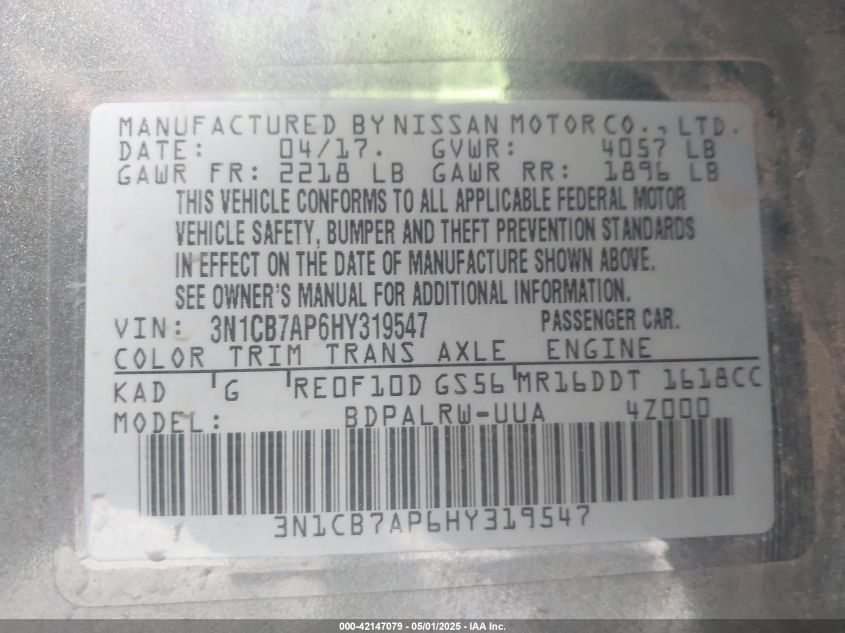 MANUFACTURED BY NISSAN MOTOR CO., LTD.
DATE: 04/17. GVWR: 4057 LB
GAWR FR: 2218 LB GAWR RR: 1896 LB
THIS VEHICLE CONFORMS TO ALL APPLICABLE FEDERAL MOTOR
VEHICLE SAFETY, BUMPER AND THEFT PREVENTION STANDARDS
IN EFFECT ON THE DATE OF MANUFACTURE SHOWN ABOVE.
SEE OWNER'S MANUAL FOR ADDITIONAL INFORMATION.
VIN: 3N1CB7AP6HY319547 PASSENGER CAR.
COLOR TRIM TRANS AXLE ENGINE
KAD G RE0F10D GS56 MR16DDT 1618CC
MODEL: BDPALRW-UUA 4Z000
3N1CB7AP6HY319547
000-42147079 - 05/01/2025 - IAA Inc.